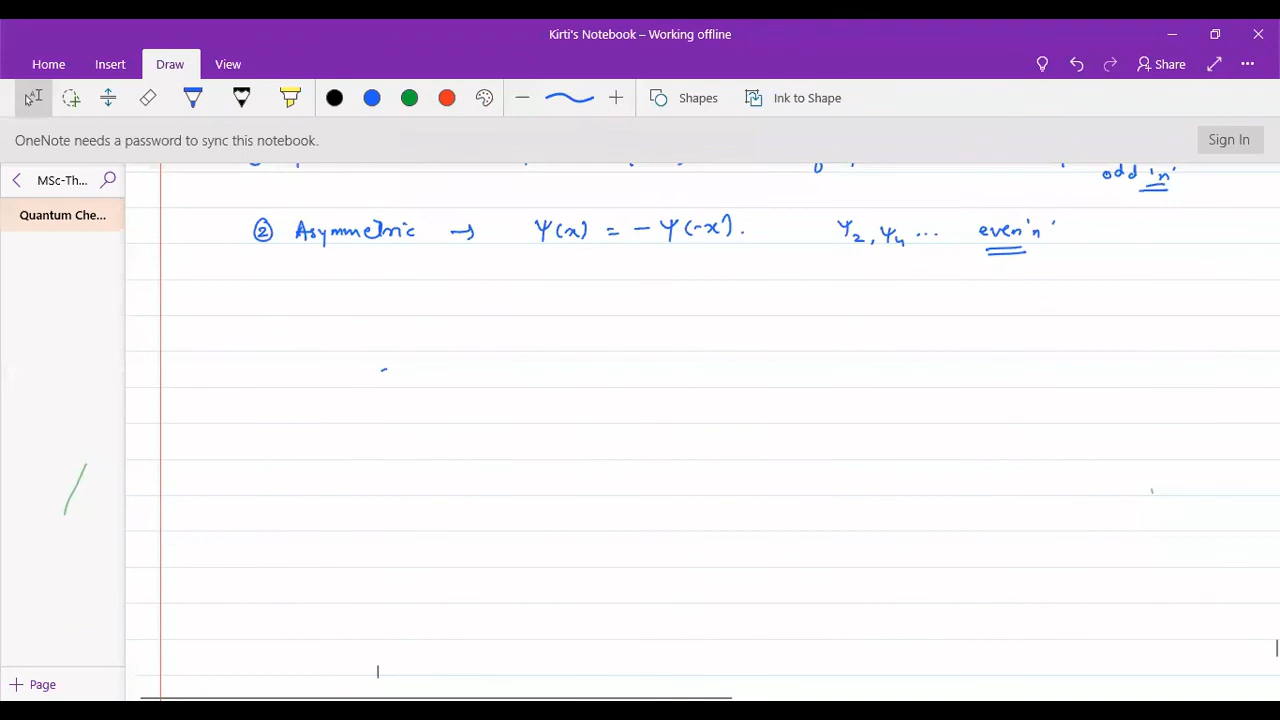 Kirti's Notebook – Working offline
Home Insert Draw View Share
Shapes Ink to Shape
OneNote needs a password to sync this notebook. Sign In
MSc-Th...
Quantum Che...
odd 'n'
② Asymmetric → Ψ(x) = - Ψ(-x). Ψ2, Ψ4 ... even 'n'
+ Page